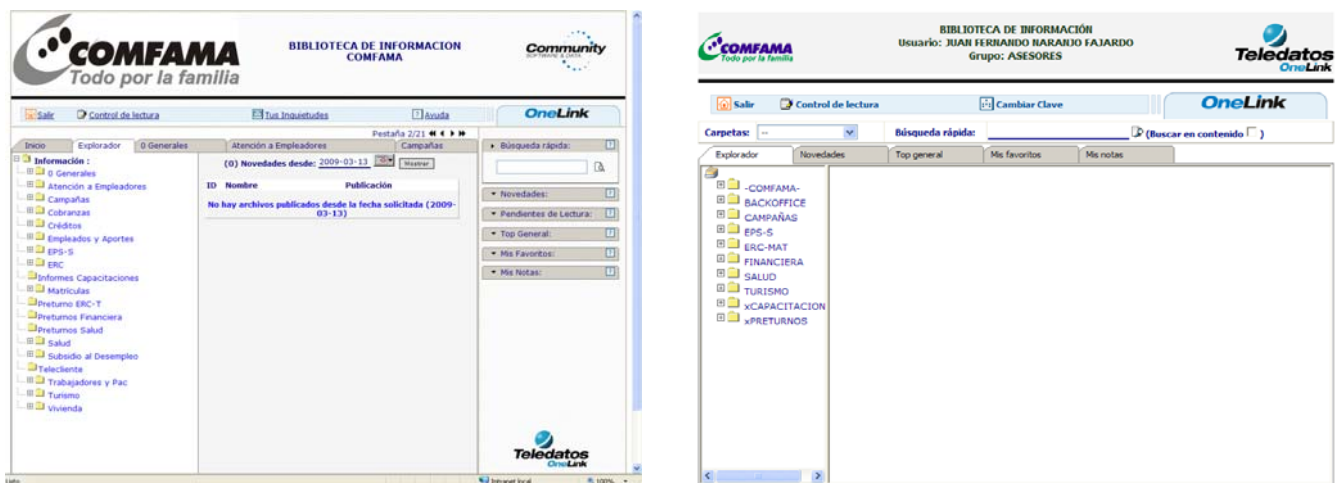 COMFAMA
Todo por la familia
BIBLIOTECA DE INFORMACION
COMFAMA
Community
SOFTWARE & DATA
Salir Control de lectura Tus Inquietudes Ayuda OneLink
Pestaña 2/21
Inicio Explorador 0 Generales Atención a Empleadores Campañas
Información :
0 Generales
Atención a Empleadores
Campañas
Cobranzas
Créditos
Empleados y Aportes
EPS-S
ERC
Informes Capacitaciones
Matriculas
Preturno ERC-T
Preturnos Financiera
Preturnos Salud
Salud
Subsidio al Desempleo
Telecliente
Trabajadores y Pac
Turismo
Vivienda
(0) Novedades desde: 2009-03-13 Mostrar
ID Nombre Publicación
No hay archivos publicados desde la fecha solicitada (2009-
03-13)
Búsqueda rápida:
Novedades:
Pendientes de Lectura:
Top General:
Mis Favoritos:
Mis Notas:
Teledatos
OneLink
Listo Intranet local 100%
COMFAMA
Todo por la familia
BIBLIOTECA DE INFORMACIÓN
Usuario: JUAN FERNANDO NARANJO FAJARDO
Grupo: ASESORES
Teledatos
OneLink
Salir Control de lectura Cambiar Clave OneLink
Carpetas: -- Búsqueda rápida: (Buscar en contenido )
Explorador Novedades Top general Mis favoritos Mis notas
-COMFAMA-
BACKOFFICE
CAMPAÑAS
EPS-S
ERC-MAT
FINANCIERA
SALUD
TURISMO
xCAPACITACION
xPRETURNOS